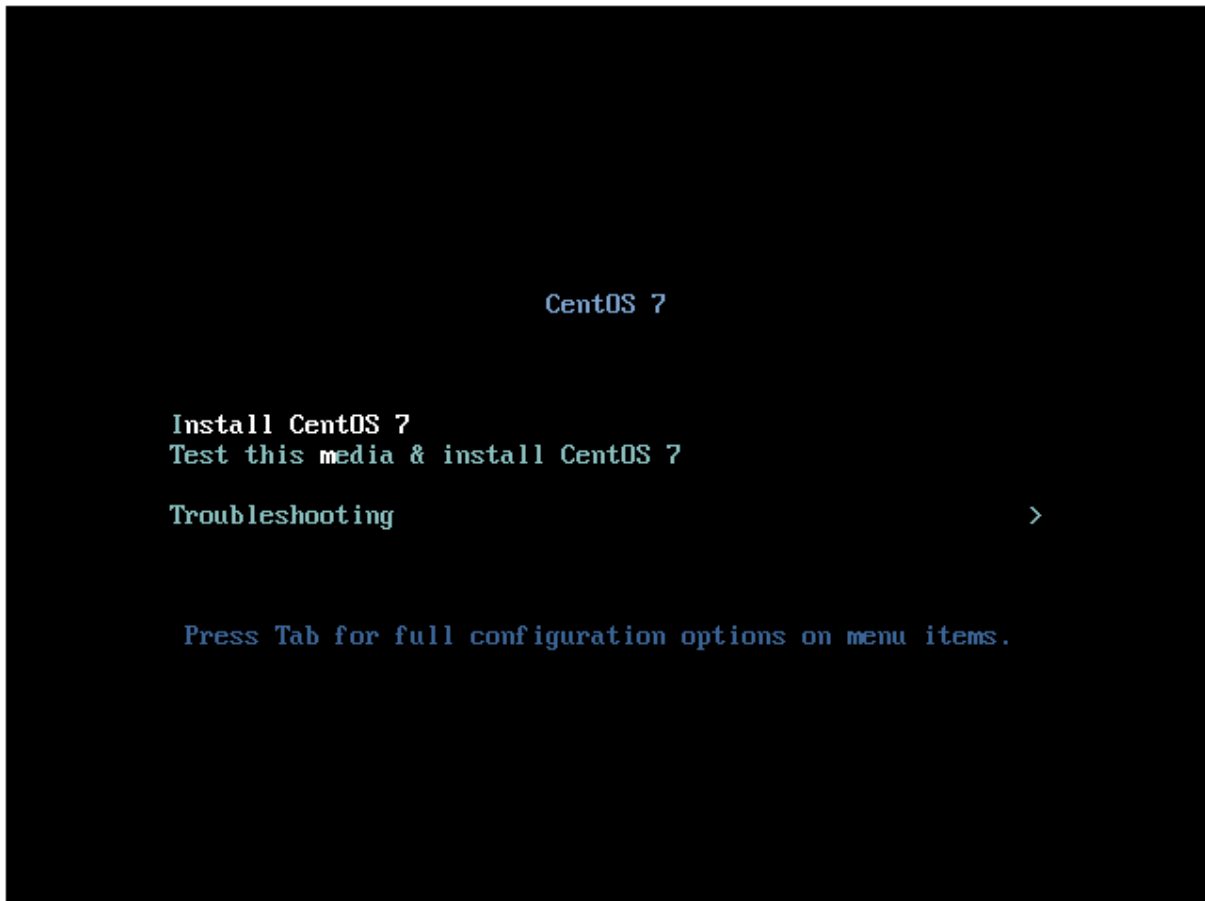 CentOS 7
Install CentOS 7
Test this media & install CentOS 7
Troubleshooting >
Press Tab for full configuration options on menu items.